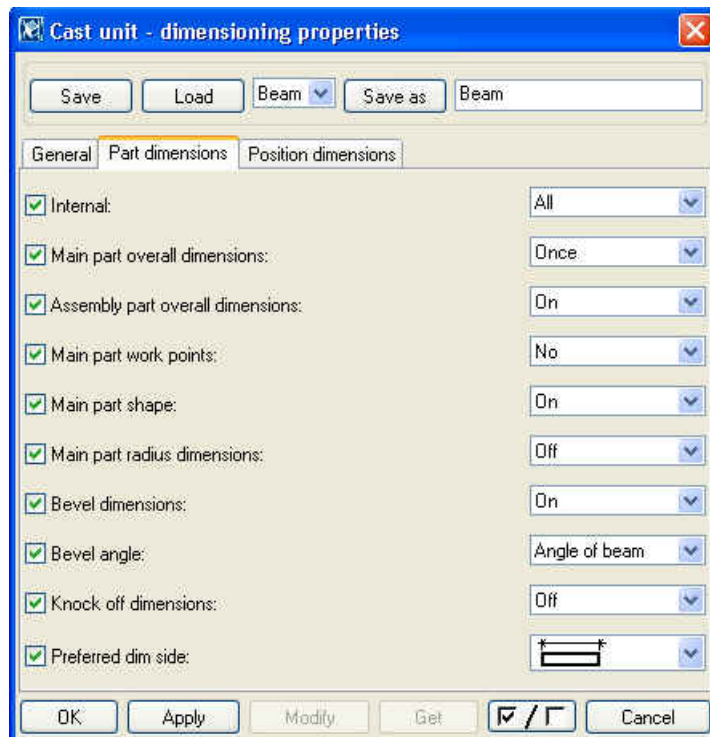 Cast unit - dimensioning properties
Save Load Beam Save as Beam
General Part dimensions Position dimensions
Internal: All
Main part overall dimensions: Once
Assembly part overall dimensions: On
Main part work points: No
Main part shape: On
Main part radius dimensions: Off
Bevel dimensions: On
Bevel angle: Angle of beam
Knock off dimensions: Off
Preferred dim side:
OK Apply Modify Get / Cancel